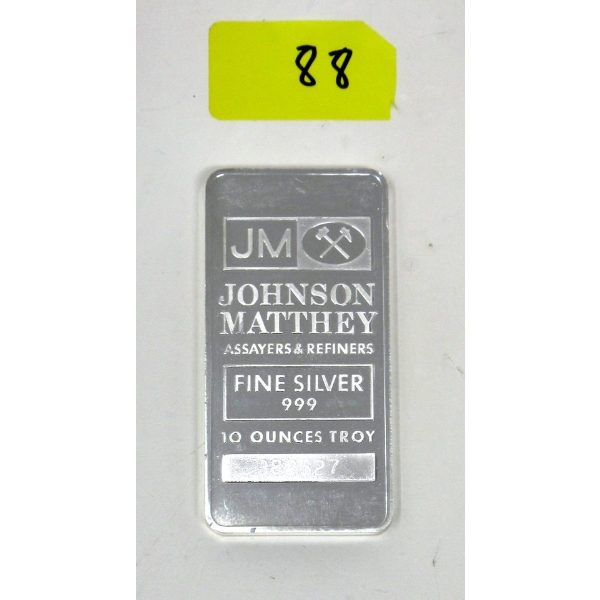 88
JM
JOHNSON
MATTHEY
ASSAYERS & REFINERS
FINE SILVER
999
10 OUNCES TROY